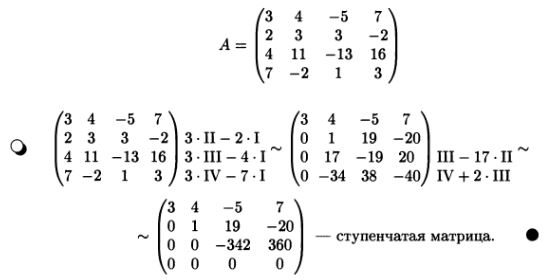 A = (3 4 −5 7
2 3 3 −2
4 11 −13 16
7 −2 1 3)
(3 4 −5 7
2 3 3 −2
4 11 −13 16
7 −2 1 3) 3 · II − 2 · I
3 · III − 4 · I
3 · IV − 7 · I ~ (3 4 −5 7
0 1 19 −20
0 17 −19 20
0 −34 38 −40) III − 17 · II
IV + 2 · III ~
~ (3 4 −5 7
0 1 19 −20
0 0 −342 360
0 0 0 0) — ступенчатая матрица.